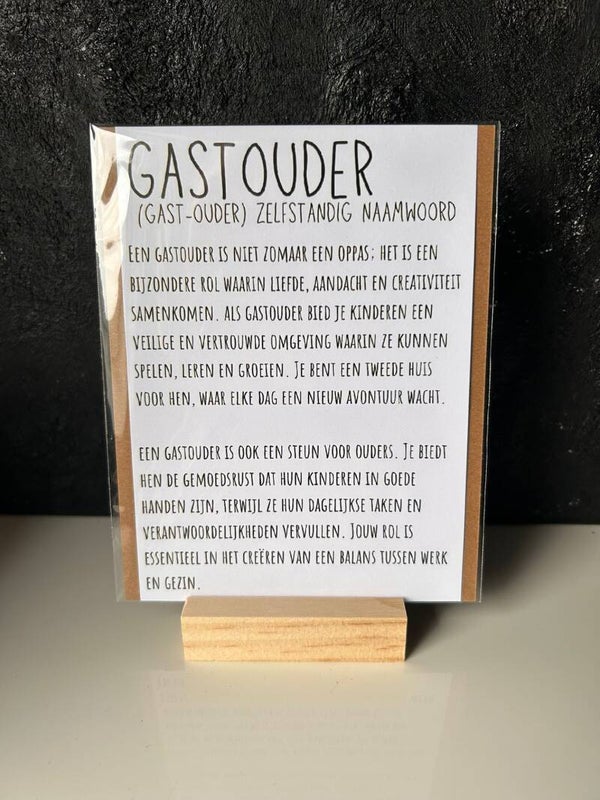 GASTOUDER
(GAST-OUDER) ZELFSTANDIG NAAMWOORD
EEN GASTOUDER IS NIET ZOMAAR EEN OPPAS; HET IS EEN
BIJZONDERE ROL WAARIN LIEFDE, AANDACHT EN CREATIVITEIT
SAMENKOMEN. ALS GASTOUDER BIED JE KINDEREN EEN
VEILIGE EN VERTROUWDE OMGEVING WAARIN ZE KUNNEN
SPELEN, LEREN EN GROEIEN. JE BENT EEN TWEEDE HUIS
VOOR HEN, WAAR ELKE DAG EEN NIEUW AVONTUUR WACHT.
EEN GASTOUDER IS OOK EEN STEUN VOOR OUDERS. JE BIEDT
HEN DE GEMOEDSRUST DAT HUN KINDEREN IN GOEDE
HANDEN ZIJN, TERWIJL ZE HUN DAGELIJKSE TAKEN EN
VERANTWOORDELIJKHEDEN VERVULLEN. JOUW ROL IS
ESSENTIEEL IN HET CREËREN VAN EEN BALANS TUSSEN WERK
EN GEZIN.